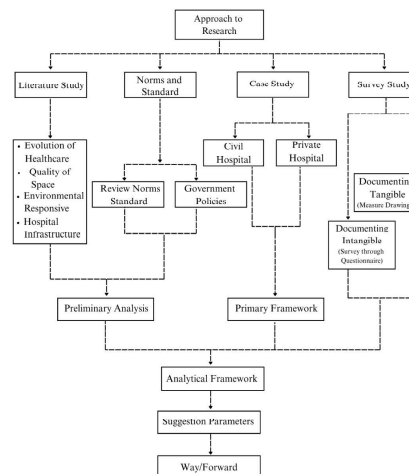 Approach to
Research
Literature Study
Norms and
Standard
Case Study
Survey Study
• Evolution of
Healthcare
• Quality of
Space
• Environmental
Responsive
• Hospital
Infrastructure
Civil
Hospital
Private
Hospital
Review Norms
Standard
Government
Policies
Documentin
Tangible
(Measure Drawing
Documenting
Intangible
(Survey through
Questionnaire)
Preliminary Analysis
Primary Framework
Analytical Framework
Suggestion Parameters
Way/Forward